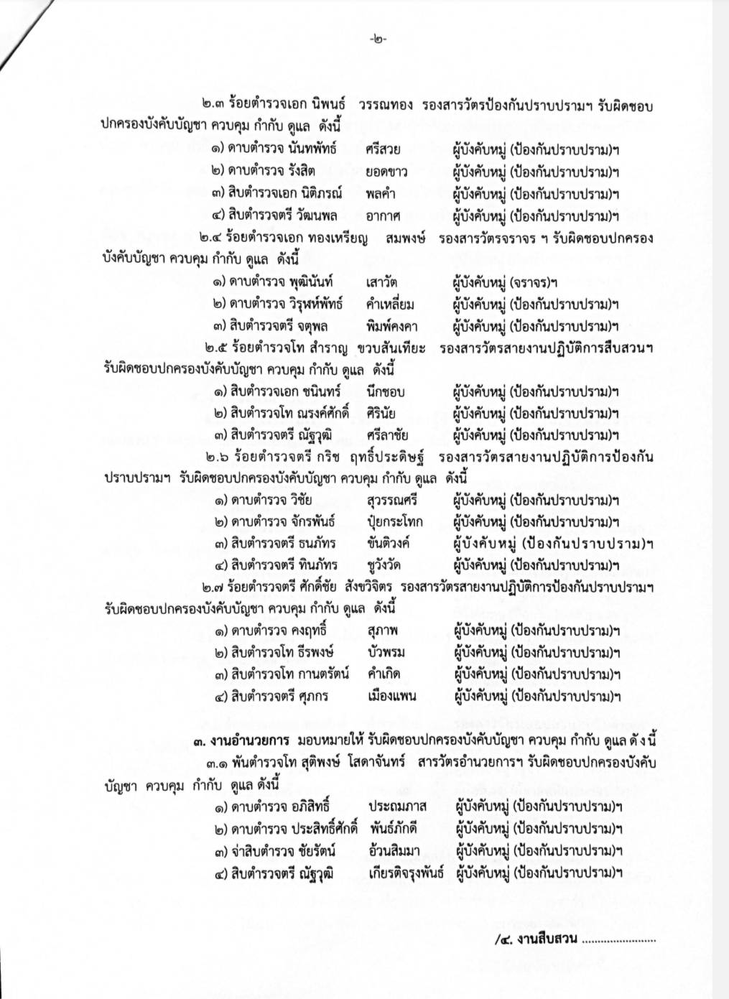 -๒-
๒.๓ ร้อยตำรวจเอก นิพนธ์ วรรณทอง รองสารวัตรป้องกันปราบปรามฯ รับผิดชอบ
ปกครองบังคับบัญชา ควบคุม กำกับ ดูแล ดังนี้
๑) ดาบตำรวจ นันทพัทธ์ ศรีสวย ผู้บังคับหมู่ (ป้องกันปราบปราม)ฯ
๒) ดาบตำรวจ รังสิต ยอดขาว ผู้บังคับหมู่ (ป้องกันปราบปราม)ฯ
๓) สิบตำรวจเอก นิติภรณ์ พลคำ ผู้บังคับหมู่ (ป้องกันปราบปราม)ฯ
๔) สิบตำรวจตรี วัฒนพล อากาศ ผู้บังคับหมู่ (ป้องกันปราบปราม)ฯ
๒.๔ ร้อยตำรวจเอก ทองเหรียญ สมพงษ์ รองสารวัตรจราจร ฯ รับผิดชอบปกครอง
บังคับบัญชา ควบคุม กำกับ ดูแล ดังนี้
๑) ดาบตำรวจ พุฒินันท์ เสาวัต ผู้บังคับหมู่ (จราจร)ฯ
๒) ดาบตำรวจ วิรุฬห์พัทธ์ คำเหลี่ยม ผู้บังคับหมู่ (ป้องกันปราบปราม)ฯ
๓) สิบตำรวจตรี จตุพล พิมพ์คงคา ผู้บังคับหมู่ (ป้องกันปราบปราม)ฯ
๒.๕ ร้อยตำรวจโท สำราญ ขวบสันเทียะ รองสารวัตรสายงานปฏิบัติการสืบสวนฯ
รับผิดชอบปกครองบังคับบัญชา ควบคุม กำกับ ดูแล ดังนี้
๑) สิบตำรวจเอก ชนินทร์ นึกชอบ ผู้บังคับหมู่ (ป้องกันปราบปราม)ฯ
๒) สิบตำรวจโท ณรงค์ศักดิ์ ศิรินัย ผู้บังคับหมู่ (ป้องกันปราบปราม)ฯ
๓) สิบตำรวจตรี ณัฐวุฒิ ศรีลาชัย ผู้บังคับหมู่ (ป้องกันปราบปราม)ฯ
๒.๖ ร้อยตำรวจตรี กริช ฤทธิ์ประดิษฐ์ รองสารวัตรสายงานปฏิบัติการป้องกัน
ปราบปรามฯ รับผิดชอบปกครองบังคับบัญชา ควบคุม กำกับ ดูแล ดังนี้
๑) ดาบตำรวจ วิชัย สุวรรณศรี ผู้บังคับหมู่ (ป้องกันปราบปราม)ฯ
๒) ดาบตำรวจ จักรพันธ์ ปุ๋ยกระโทก ผู้บังคับหมู่ (ป้องกันปราบปราม)ฯ
๓) สิบตำรวจตรี ธนภัทร ขันติวงค์ ผู้บังคับหมู่ (ป้องกันปราบปราม)ฯ
๔) สิบตำรวจตรี ทินภัทร ชูวังวัด ผู้บังคับหมู่ (ป้องกันปราบปราม)ฯ
๒.๗ ร้อยตำรวจตรี ศักดิ์ชัย สังขวิจิตร รองสารวัตรสายงานปฏิบัติการป้องกันปราบปรามฯ
รับผิดชอบปกครองบังคับบัญชา ควบคุม กำกับ ดูแล ดังนี้
๑) ดาบตำรวจ คงฤทธิ์ สุภาพ ผู้บังคับหมู่ (ป้องกันปราบปราม)ฯ
๒) สิบตำรวจโท ธีรพงษ์ บัวพรม ผู้บังคับหมู่ (ป้องกันปราบปราม)ฯ
๓) สิบตำรวจโท กานตรัตน์ คำเกิด ผู้บังคับหมู่ (ป้องกันปราบปราม)ฯ
๔) สิบตำรวจตรี ศุภกร เมืองแพน ผู้บังคับหมู่ (ป้องกันปราบปราม)ฯ
๓. งานอำนวยการ มอบหมายให้ รับผิดชอบปกครองบังคับบัญชา ควบคุม กำกับ ดูแล ดังนี้
๓.๑ พันตำรวจโท สุติพงษ์ โสดาจันทร์ สารวัตรอำนวยการฯ รับผิดชอบปกครองบังคับ
บัญชา ควบคุม กำกับ ดูแล ดังนี้
๑) ดาบตำรวจ อภิสิทธิ์ ประถมภาส ผู้บังคับหมู่ (ป้องกันปราบปราม)ฯ
๒) ดาบตำรวจ ประสิทธิ์ศักดิ์ พันธ์ภักดี ผู้บังคับหมู่ (ป้องกันปราบปราม)ฯ
๓) จ่าสิบตำรวจ ชัยรัตน์ อ้วนสิมมา ผู้บังคับหมู่ (ป้องกันปราบปราม)ฯ
๔) สิบตำรวจตรี ณัฐวุฒิ เกียรติจรุงพันธ์ ผู้บังคับหมู่ (ป้องกันปราบปราม)ฯ
/๔. งานสืบสวน ........................